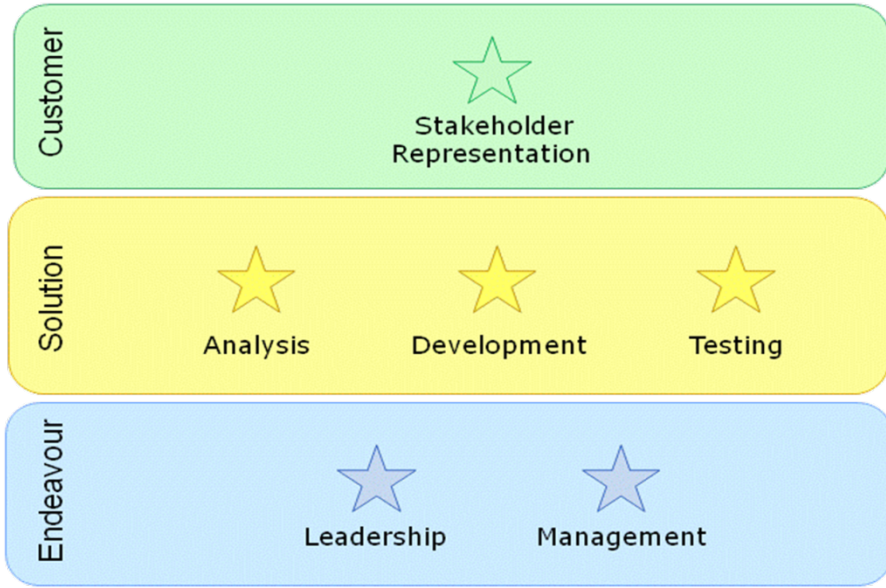 Customer
Stakeholder
Representation
Solution
Analysis Development Testing
Endeavour
Leadership Management